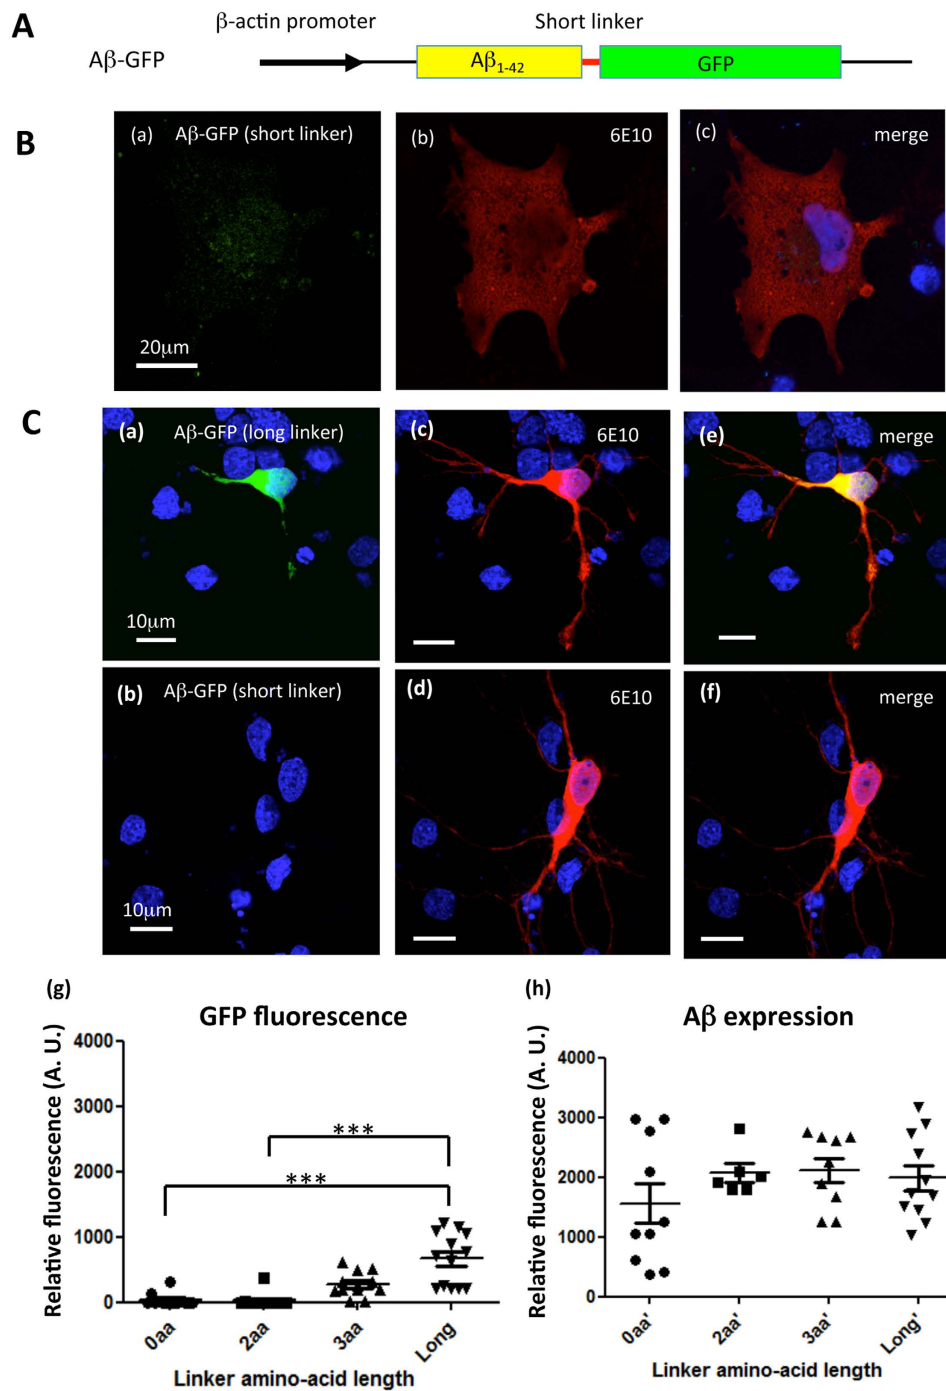 A
β-actin promoter
Short linker
Aβ-GFP
Aβ1-42
GFP
B
(a)
Aβ-GFP (short linker)
(b)
6E10
(c)
merge
20μm
C
(a)
Aβ-GFP (long linker)
(c)
6E10
(e)
merge
10μm
(b)
Aβ-GFP (short linker)
(d)
6E10
(f)
merge
10μm
(g)
GFP fluorescence
Relative fluorescence (A. U.)
4000
3000
2000
1000
0
***
***
0aa
2aa
3aa
Long
Linker amino-acid length
(h)
Aβ expression
Relative fluorescence (A. U.)
4000
3000
2000
1000
0
0aa'
2aa'
3aa'
Long'
Linker amino-acid length